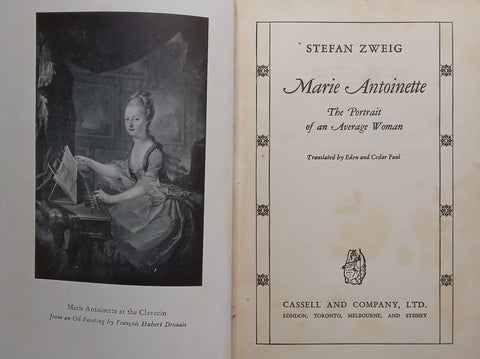 Marie Antoinette at the Clavecin
from an Oil-Painting by François Hubert Drouais
STEFAN ZWEIG
Marie Antoinette
The Portrait
of an Average Woman
Translated by Eden and Cedar Paul
CASSELL AND COMPANY, LTD.
LONDON, TORONTO, MELBOURNE, AND SYDNEY